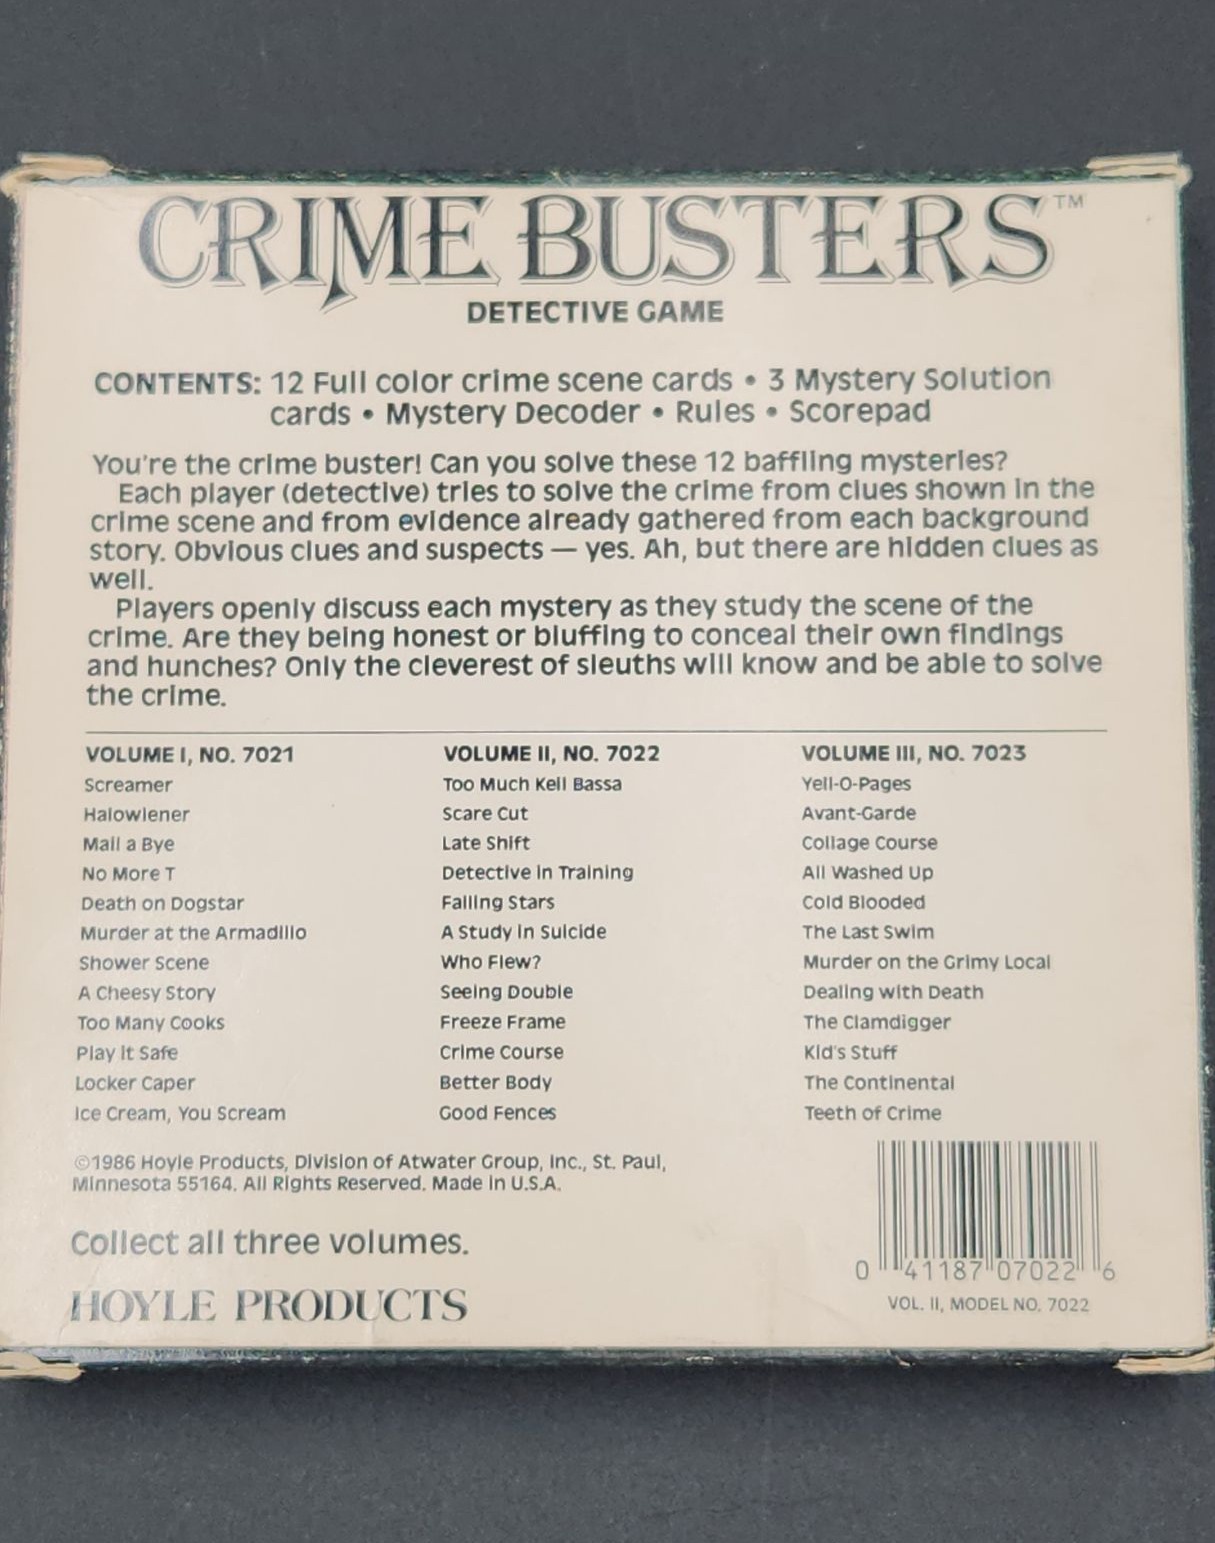 CRIME BUSTERS™
DETECTIVE GAME
CONTENTS: 12 Full color crime scene cards • 3 Mystery Solution
cards • Mystery Decoder • Rules • Scorepad
You're the crime buster! Can you solve these 12 baffling mysteries?
Each player (detective) tries to solve the crime from clues shown in the
crime scene and from evidence already gathered from each background
story. Obvious clues and suspects — yes. Ah, but there are hidden clues as
well.
Players openly discuss each mystery as they study the scene of the
crime. Are they being honest or bluffing to conceal their own findings
and hunches? Only the cleverest of sleuths will know and be able to solve
the crime.
VOLUME I, NO. 7021
Screamer
Halowiener
Mail a Bye
No More T
Death on Dogstar
Murder at the Armadillo
Shower Scene
A Cheesy Story
Too Many Cooks
Play it Safe
Locker Caper
Ice Cream, You Scream
VOLUME II, NO. 7022
Too Much Kell Bassa
Scare Cut
Late Shift
Detective in Training
Falling Stars
A Study in Suicide
Who Flew?
Seeing Double
Freeze Frame
Crime Course
Better Body
Good Fences
VOLUME III, NO. 7023
Yell-O-Pages
Avant-Garde
Collage Course
All Washed Up
Cold Blooded
The Last Swim
Murder on the Grimy Local
Dealing with Death
The Clamdigger
Kid's Stuff
The Continental
Teeth of Crime
©1986 Hoyle Products, Division of Atwater Group, Inc., St. Paul,
Minnesota 55164. All Rights Reserved. Made in U.S.A.
Collect all three volumes.
HOYLE PRODUCTS
0 41187 07022 6
VOL. II, MODEL NO. 7022